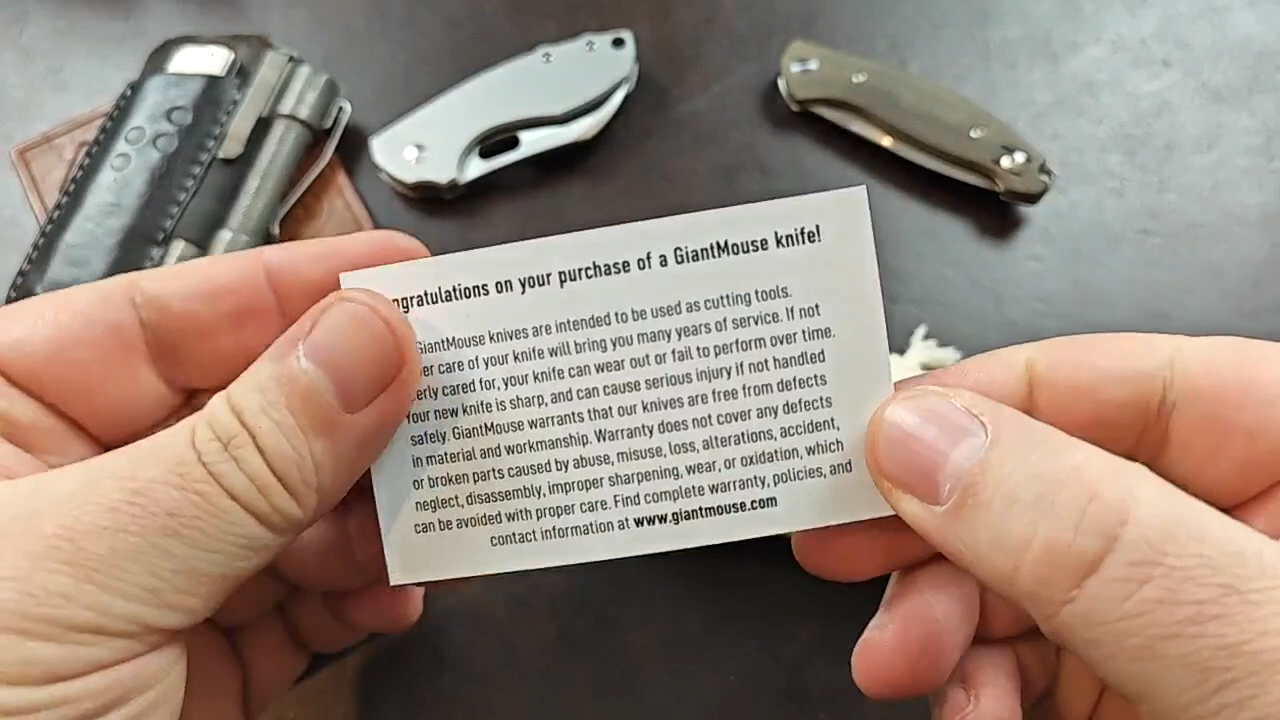 ngratulations on your purchase of a GiantMouse knife!
GiantMouse knives are intended to be used as cutting tools.
er care of your knife will bring you many years of service. If not
erly cared for, your knife can wear out or fail to perform over time.
Your new knife is sharp, and can cause serious injury if not handled
safely. GiantMouse warrants that our knives are free from defects
in material and workmanship. Warranty does not cover any defects
or broken parts caused by abuse, misuse, loss, alterations, accident,
neglect, disassembly, improper sharpening, wear, or oxidation, which
can be avoided with proper care. Find complete warranty, policies, and
contact information at www.giantmouse.com